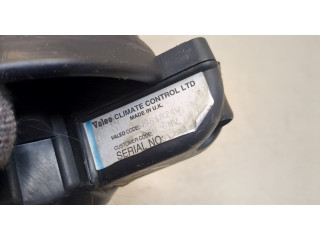 Valeo CLIMATE CONTROL LTD
MADE IN U.K.
VALEO CODE:
CUSTOMER CODE:
SERIAL NO: